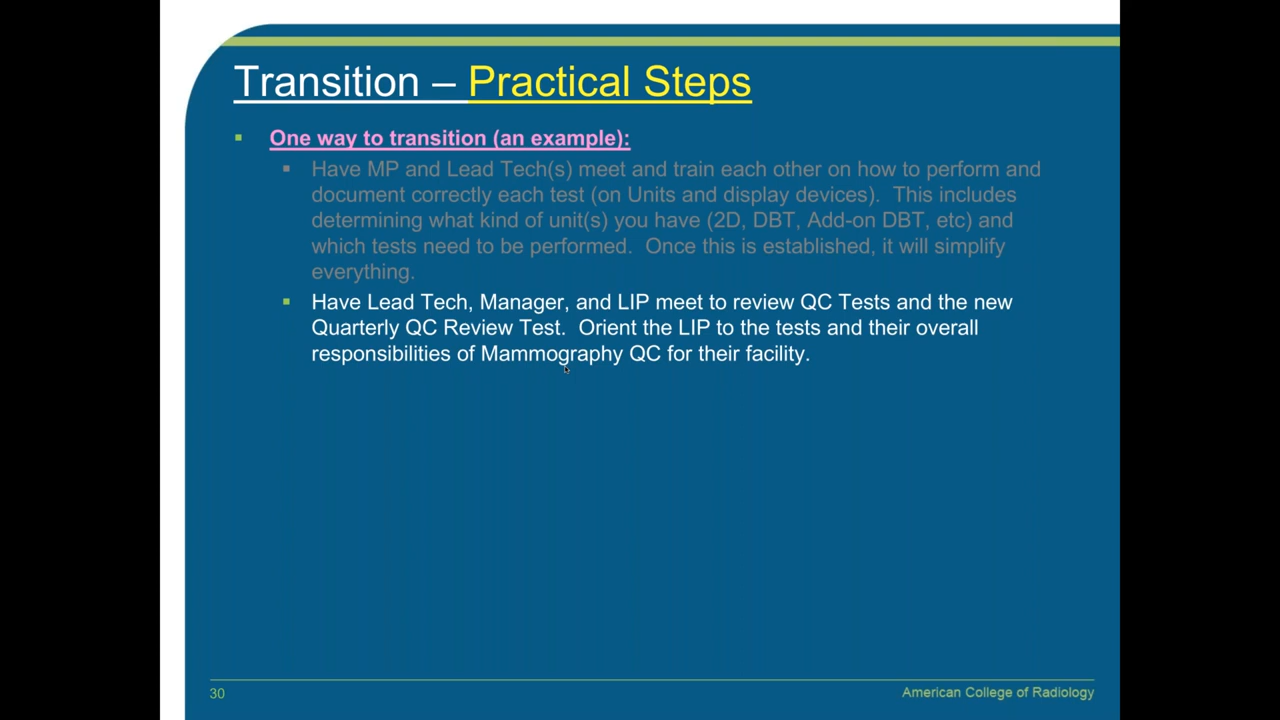 Transition – Practical Steps
One way to transition (an example):
Have MP and Lead Tech(s) meet and train each other on how to perform and
document correctly each test (on Units and display devices).  This includes
determining what kind of unit(s) you have (2D, DBT, Add-on DBT, etc) and
which tests need to be performed.  Once this is established, it will simplify
everything.
Have Lead Tech, Manager, and LIP meet to review QC Tests and the new
Quarterly QC Review Test.  Orient the LIP to the tests and their overall
responsibilities of Mammography QC for their facility.
30
American College of Radiology